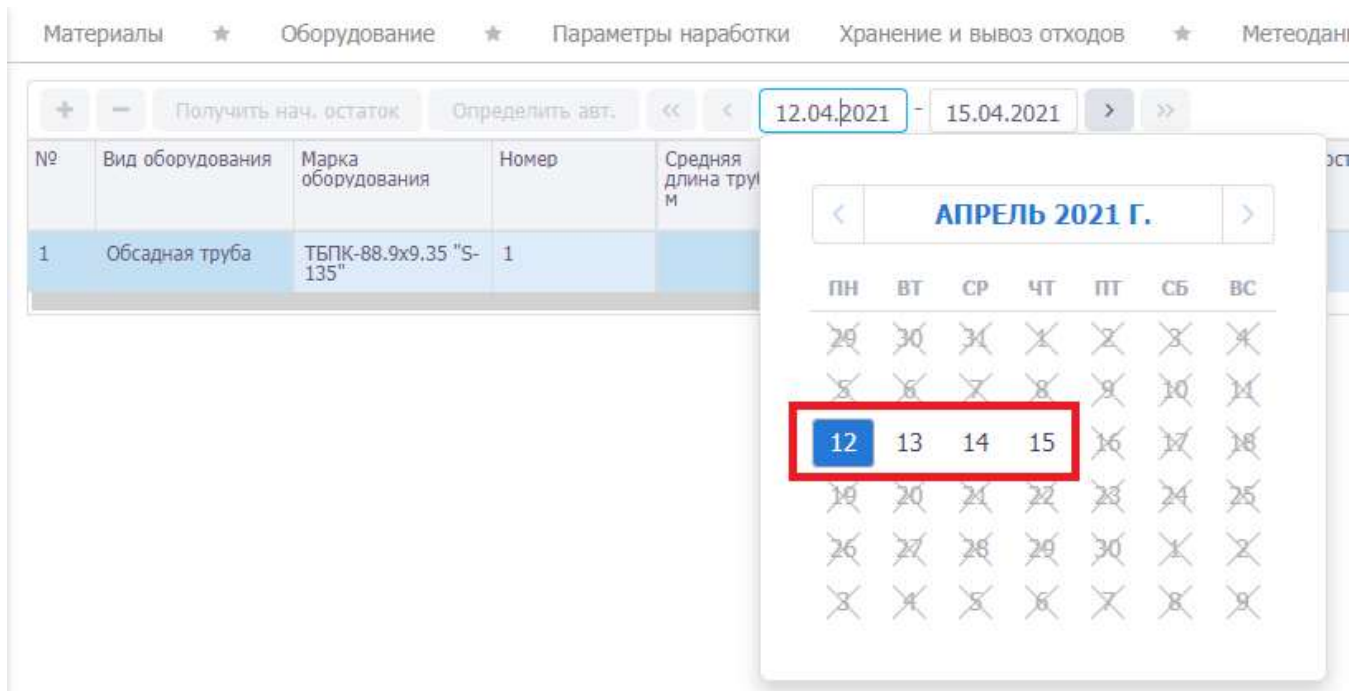 Материалы Оборудование Параметры наработки Хранение и вывоз отходов
+ − Получить нач. остаток Определить авт. << < 12.04.2021 - 15.04.2021 > >>
№ Вид оборудования Марка оборудования Номер Средняя длина м
1 Обсадная труба ТБПК-88.9x9.35 "S-135" 1
< АПРЕЛЬ 2021 Г. >
ПН ВТ СР ЧТ ПТ СБ ВС
29 30 31 1 2 3 4
5 6 7 8 9 10 11
12 13 14 15 16 17 18
19 20 21 22 23 24 25
26 27 28 29 30 1 2
3 4 5 6 7 8 9